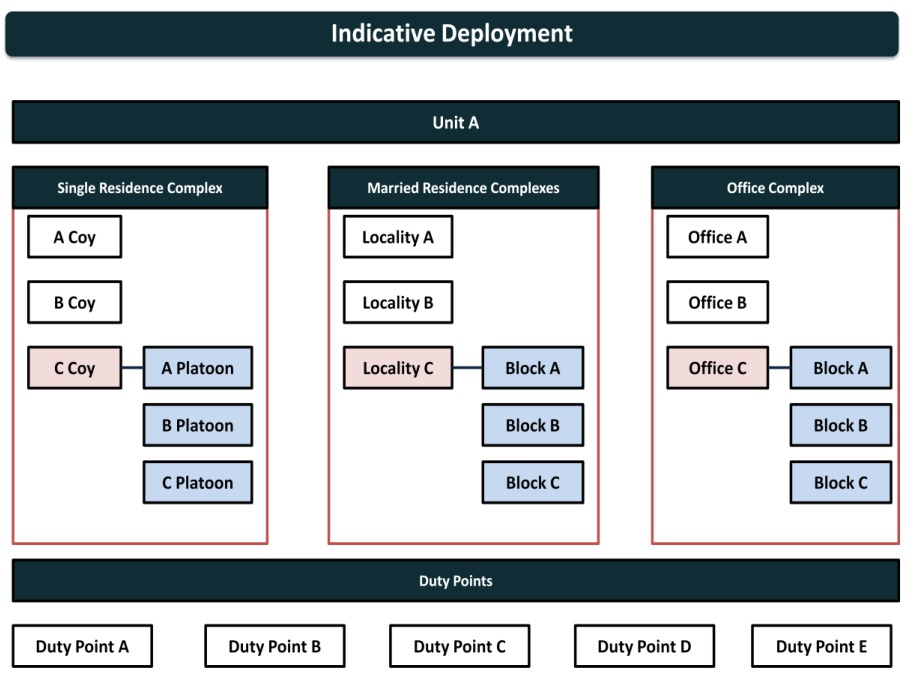 Indicative Deployment
Unit A
Single Residence Complex
A Coy
B Coy
C Coy
A Platoon
B Platoon
C Platoon
Married Residence Complexes
Locality A
Locality B
Locality C
Block A
Block B
Block C
Office Complex
Office A
Office B
Office C
Block A
Block B
Block C
Duty Points
Duty Point A
Duty Point B
Duty Point C
Duty Point D
Duty Point E